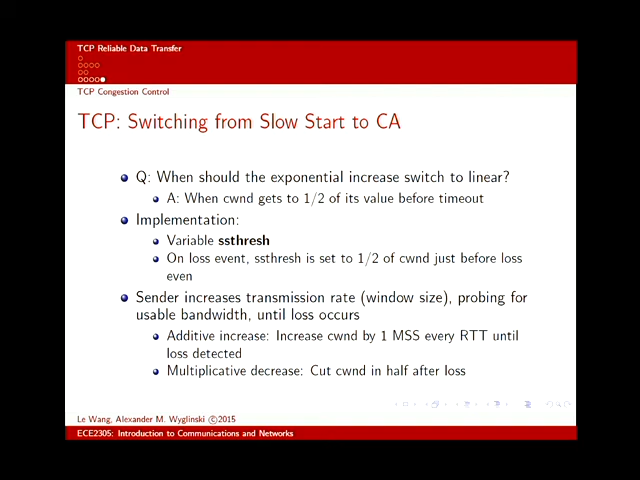 TCP Reliable Data Transfer
TCP Congestion Control
TCP: Switching from Slow Start to CA
Q: When should the exponential increase switch to linear?
A: When cwnd gets to 1/2 of its value before timeout
Implementation:
Variable ssthresh
On loss event, ssthresh is set to 1/2 of cwnd just before loss
even
Sender increases transmission rate (window size), probing for
usable bandwidth, until loss occurs
Additive increase: Increase cwnd by 1 MSS every RTT until
loss detected
Multiplicative decrease: Cut cwnd in half after loss
Le Wang, Alexander M. Wyglinski ©2015
ECE2305: Introduction to Communications and Networks